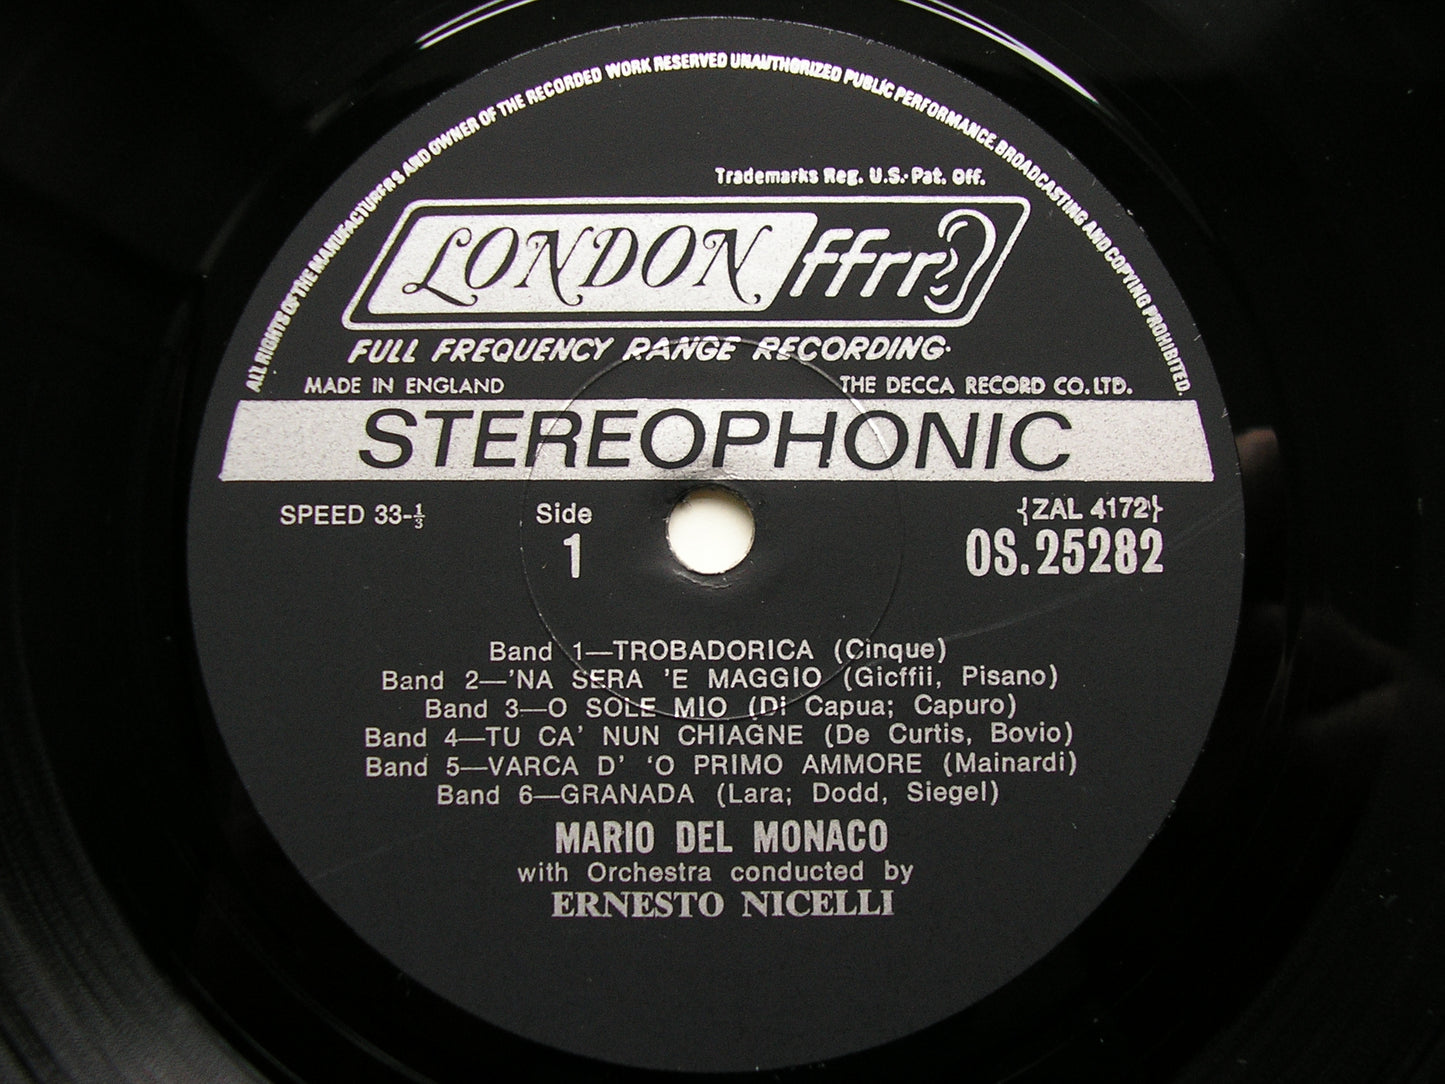 ALL RIGHTS OF THE MANUFACTURERS AND OWNER OF THE RECORDED WORK RESERVED UNAUTHORIZED PUBLIC PERFORMANCE BROADCASTING AND COPYING PROHIBITED.
Trademarks Reg. U.S. Pat. Off.
LONDON ffrr
FULL FREQUENCY RANGE RECORDING
MADE IN ENGLAND THE DECCA RECORD CO. LTD.
STEREOPHONIC
SPEED 33-⅓ Side {ZAL 4172}
1 OS.25282
Band 1—TROBADORICA (Cinque)
Band 2—'NA SERA 'E MAGGIO (Gicffii, Pisano)
Band 3—O SOLE MIO (Di Capua; Capuro)
Band 4—TU CA' NUN CHIAGNE (De Curtis, Bovio)
Band 5—VARCA D' 'O PRIMO AMMORE (Mainardi)
Band 6—GRANADA (Lara; Dodd, Siegel)
MARIO DEL MONACO
with Orchestra conducted by
ERNESTO NICELLI